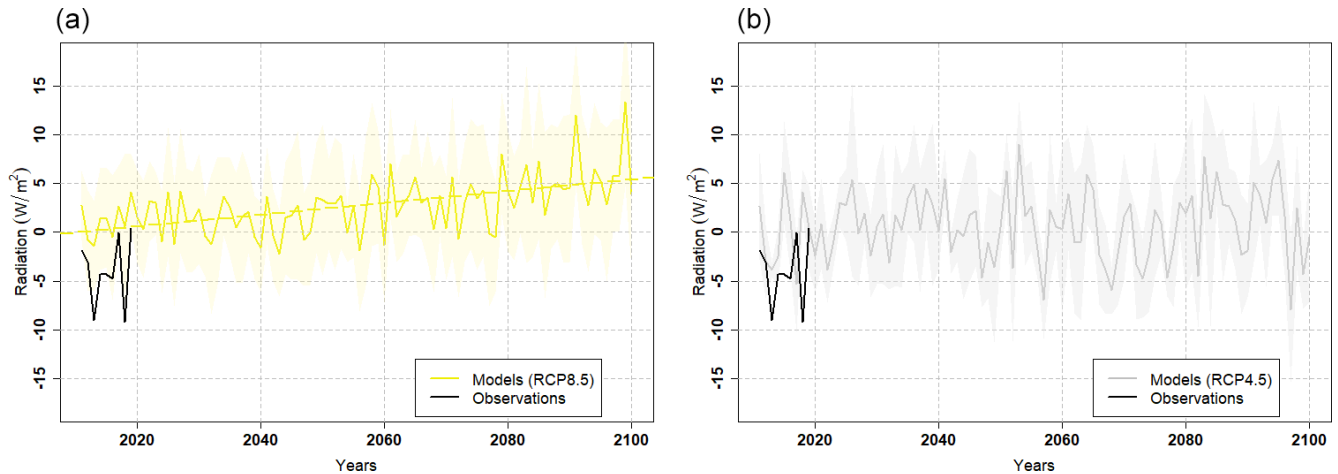 (a)
15
10
5
0
-5
-10
-15
Radiation (W/m²)
Models (RCP8.5)
Observations
2020 2040 2060 2080 2100
Years
(b)
15
10
5
0
-5
-10
-15
Radiation (W/m²)
Models (RCP4.5)
Observations
2020 2040 2060 2080 2100
Years